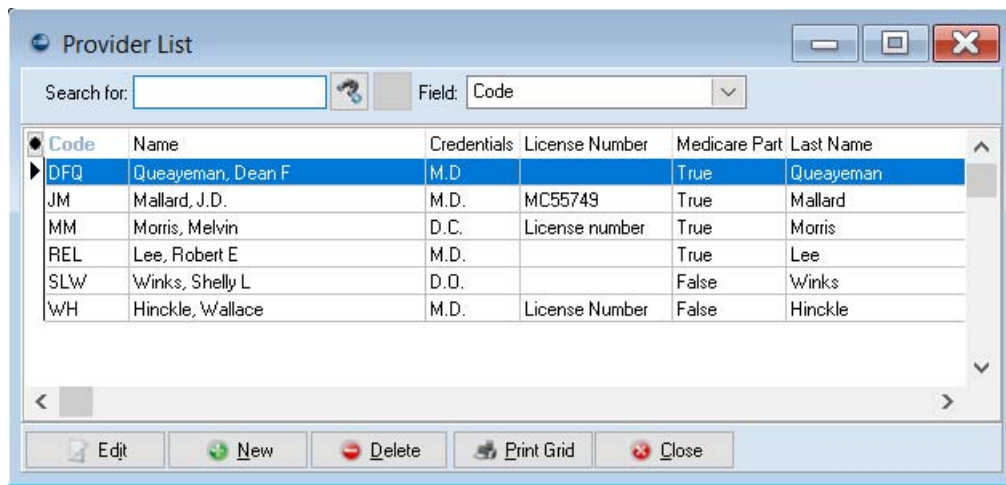 Provider List
Search for: Field: Code
Code Name Credentials License Number Medicare Part Last Name
DFQ Queayeman, Dean F M.D True Queayeman
JM Mallard, J.D. M.D. MC55749 True Mallard
MM Morris, Melvin D.C. License number True Morris
REL Lee, Robert E M.D. True Lee
SLW Winks, Shelly L D.O. False Winks
WH Hinckle, Wallace M.D. License Number False Hinckle
Edit New Delete Print Grid Close